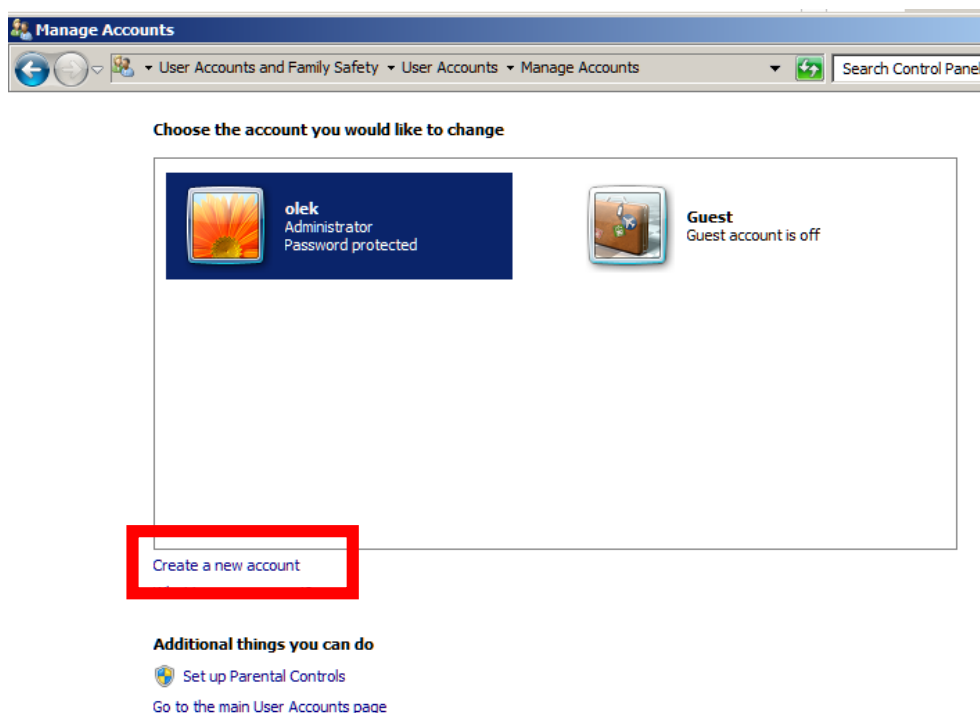 Manage Accounts
User Accounts and Family Safety User Accounts Manage Accounts Search Control Panel
Choose the account you would like to change
olek
Administrator
Password protected
Guest
Guest account is off
Create a new account
Additional things you can do
Set up Parental Controls
Go to the main User Accounts page